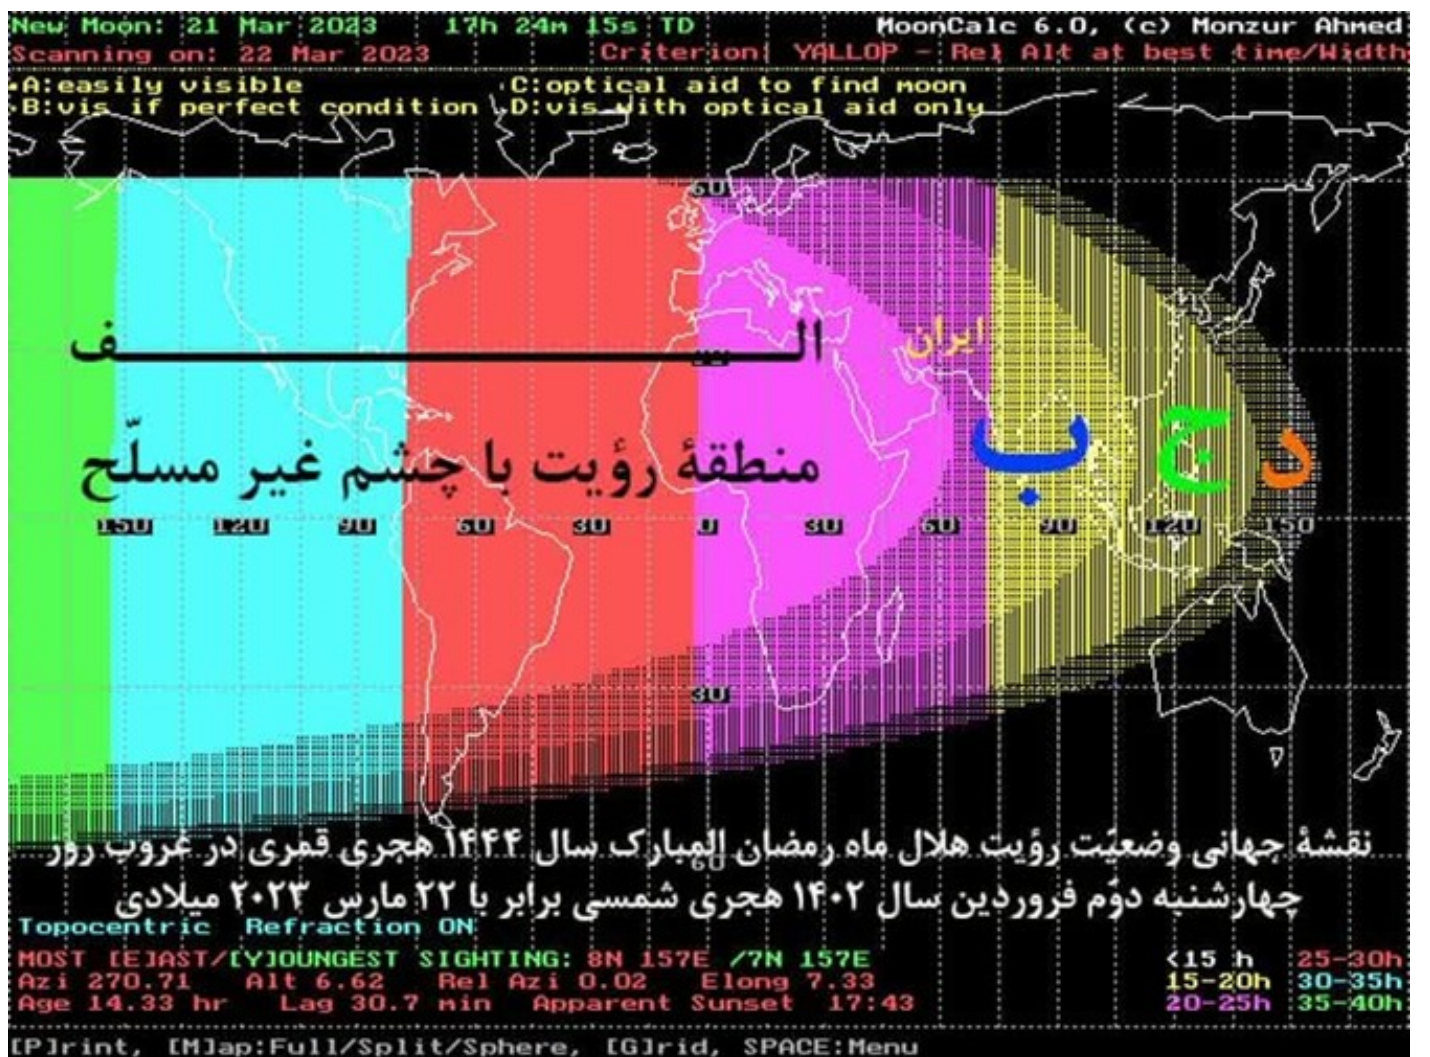 New Moon: 21 Mar 2023 17h 24m 15s TD MoonCalc 6.0, (c) Monzur Ahmed
Scanning on: 22 Mar 2023 Criterion: YALLOP - Rel Alt at best time/Width
A:easily visible C:optical aid to find moon
B:vis if perfect condition D:vis with optical aid only
60
ایران
الـــف
30
ب
ج
د
منطقهٔ رؤیت با چشم غیر مسلّح
150 120 90 60 30 0 30 60 90 120 150
30
نقشهٔ جهانی وضعیّت رؤیت هلال ماه رمضان المبارک سال ۱۴۴۴ هجری قمری در غروب روز
60
چهارشنبه دوّم فروردین سال ۱۴۰۲ هجری شمسی برابر با ۲۲ مارس ۲۰۲۳ میلادی
Topocentric Refraction ON
MOST [E]AST/[Y]OUNGEST SIGHTING: 8N 157E /7N 157E <15 h 25-30h
Azi 270.71 Alt 6.62 Rel Azi 0.02 Elong 7.33 15-20h 30-35h
Age 14.33 hr Lag 30.7 min Apparent Sunset 17:43 20-25h 35-40h
[P]rint, [M]ap:Full/Split/Sphere, [G]rid, SPACE:Menu